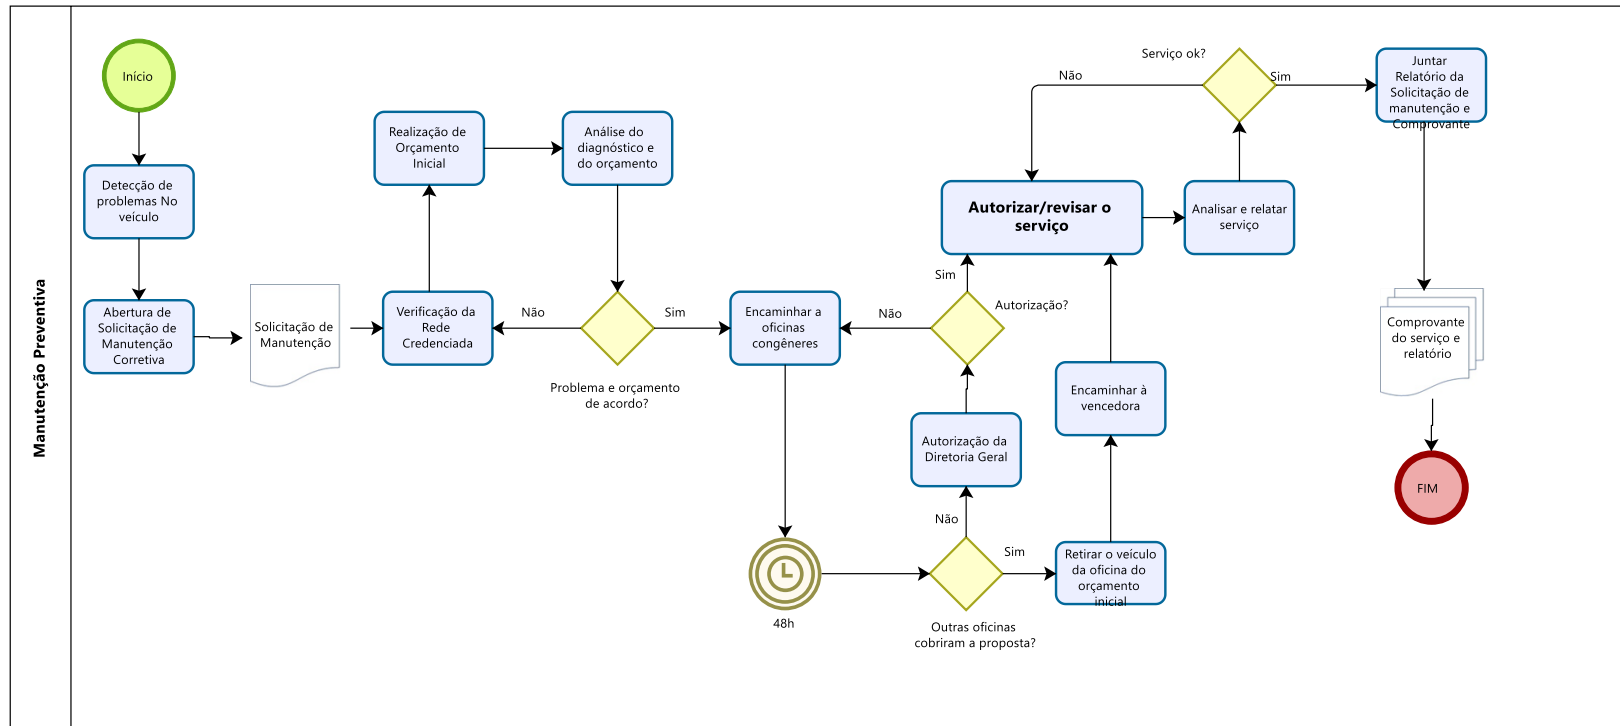 Manutenção Preventiva
Início
Detecção de
problemas No
veículo
Abertura de
Solicitação de
Manutenção
Corretiva
Solicitação de
Manutenção
Verificação da
Rede
Credenciada
Realização de
Orçamento
Inicial
Análise do
diagnóstico e
do orçamento
Não
Sim
Problema e orçamento
de acordo?
Encaminhar a
oficinas
congêneres
48h
Outras oficinas
cobriram a proposta?
Não
Sim
Autorização da
Diretoria Geral
Autorização?
Não
Sim
Retirar o veículo
da oficina do
orçamento
inicial
Encaminhar à
vencedora
Autorizar/revisar o
serviço
Analisar e relatar
serviço
Serviço ok?
Não
Sim
Juntar
Relatório da
Solicitação de
manutenção e
Comprovante
Comprovante
do serviço e
relatório
FIM